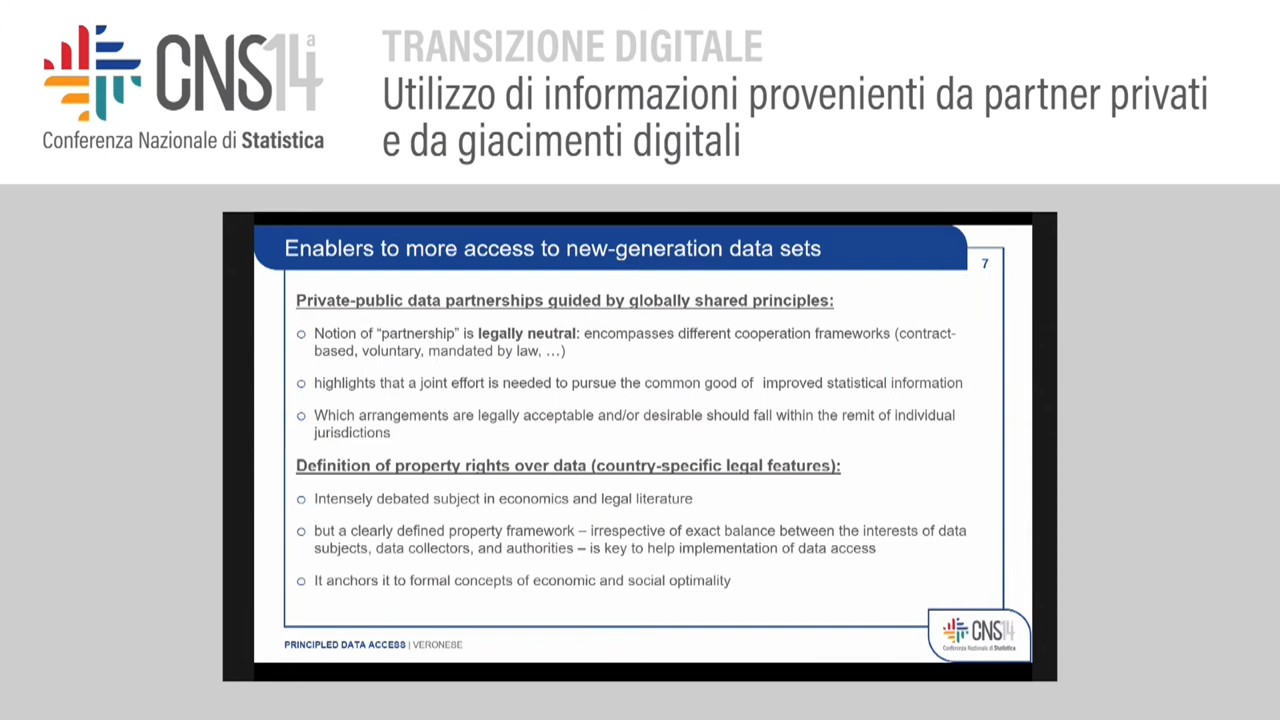 CNS14ª
Conferenza Nazionale di Statistica
TRANSIZIONE DIGITALE
Utilizzo di informazioni provenienti da partner privati
e da giacimenti digitali
Enablers to more access to new-generation data sets
7
Private-public data partnerships guided by globally shared principles:
Notion of “partnership” is legally neutral: encompasses different cooperation frameworks (contract-
based, voluntary, mandated by law, …)
highlights that a joint effort is needed to pursue the common good of improved statistical information
Which arrangements are legally acceptable and/or desirable should fall within the remit of individual
jurisdictions
Definition of property rights over data (country-specific legal features):
Intensely debated subject in economics and legal literature
but a clearly defined property framework – irrespective of exact balance between the interests of data
subjects, data collectors, and authorities – is key to help implementation of data access
It anchors it to formal concepts of economic and social optimality
PRINCIPLED DATA ACCESS | VERONESE
CNS14
Conferenza Nazionale di Statistica